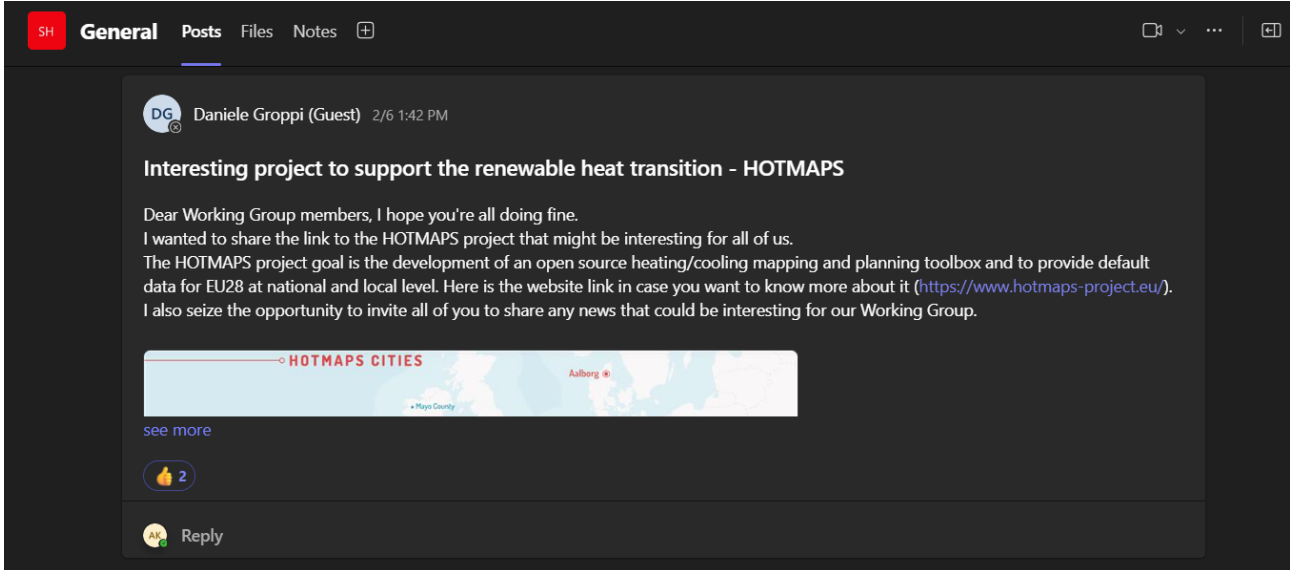 SH General Posts Files Notes
DG Daniele Groppi (Guest) 2/6 1:42 PM
Interesting project to support the renewable heat transition - HOTMAPS
Dear Working Group members, I hope you're all doing fine.
I wanted to share the link to the HOTMAPS project that might be interesting for all of us.
The HOTMAPS project goal is the development of an open source heating/cooling mapping and planning toolbox and to provide default
data for EU28 at national and local level. Here is the website link in case you want to know more about it (https://www.hotmaps-project.eu/).
I also seize the opportunity to invite all of you to share any news that could be interesting for our Working Group.
HOTMAPS CITIES
Aalborg
Mayo County
see more
👍 2
AK Reply